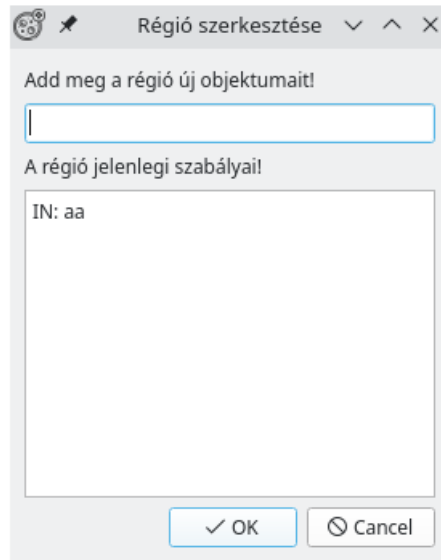 Régió szerkesztése
Add meg a régió új objektumait!
A régió jelenlegi szabályai!
IN: aa
OK
Cancel